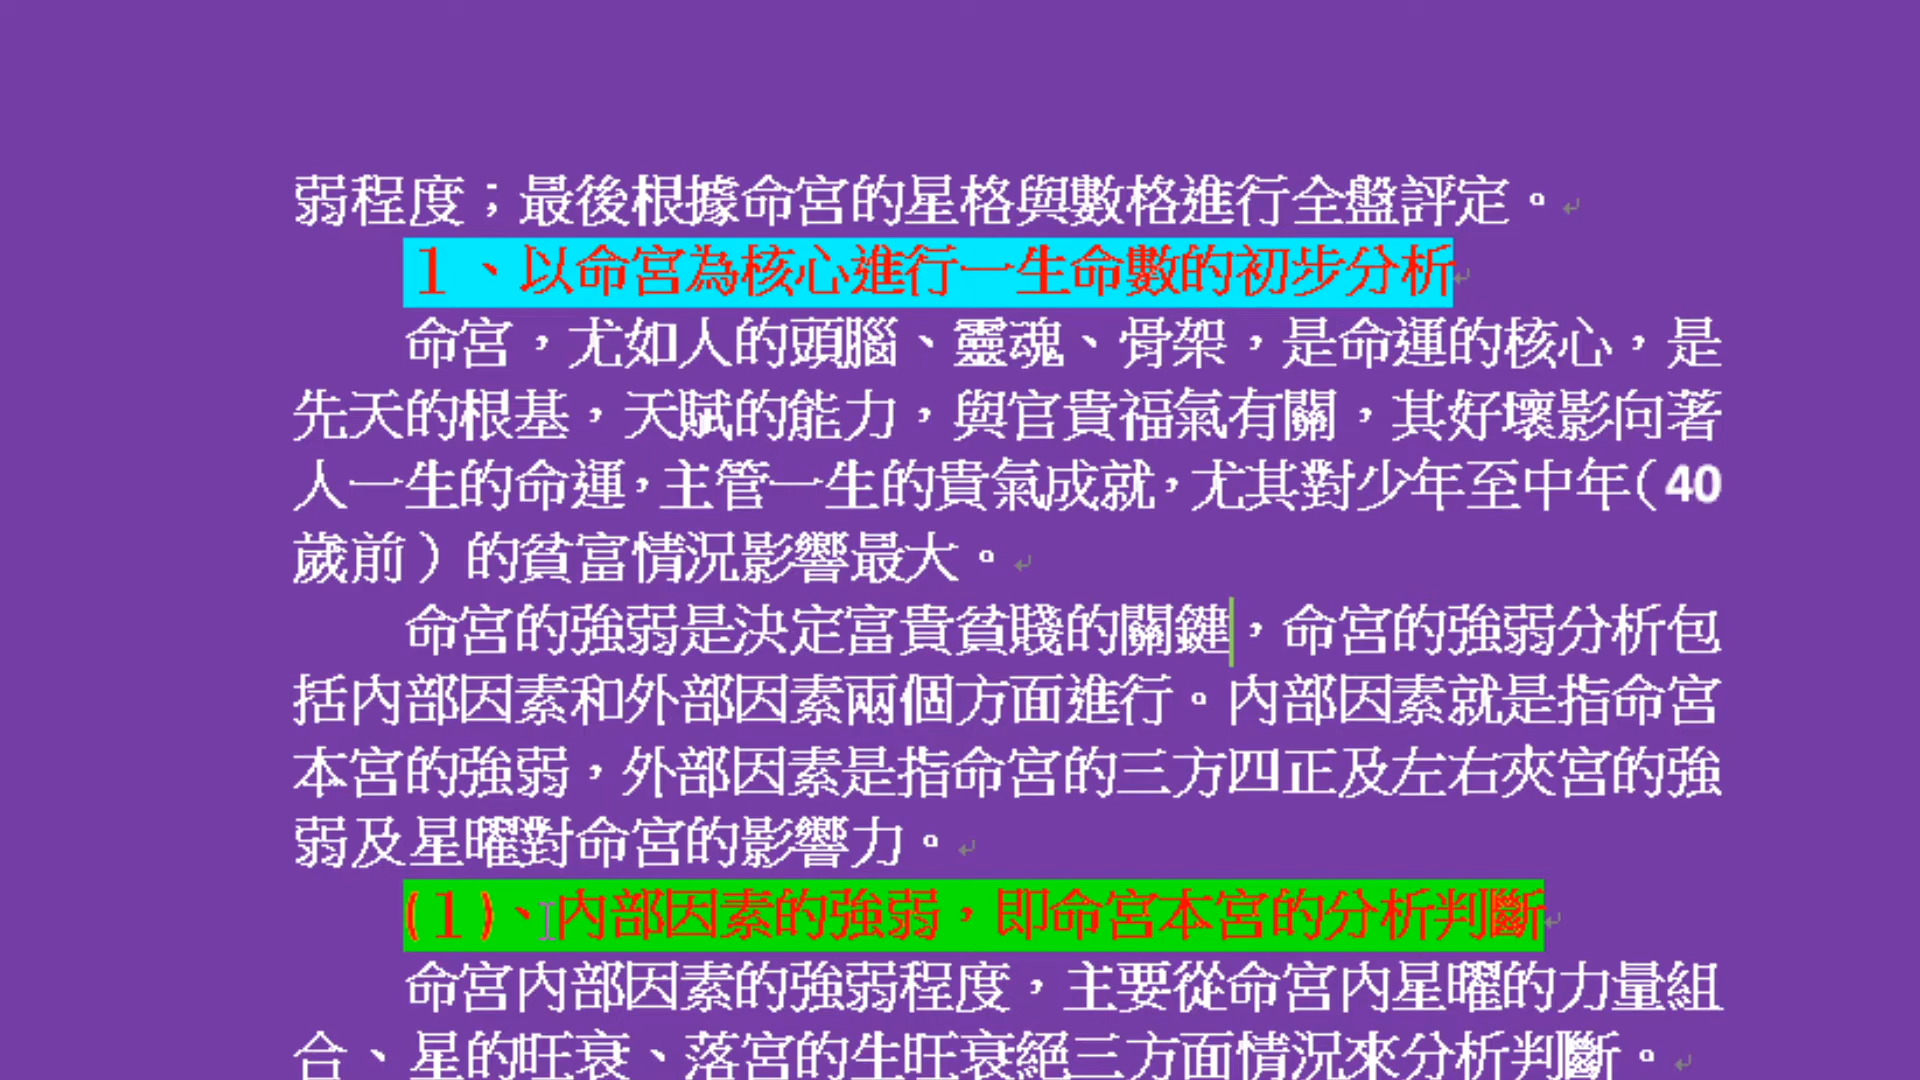 弱程度；最後根據命宮的星格與數格進行全盤評定。
1、以命宮為核心進行一生命數的初步分析
命宮，尤如人的頭腦、靈魂、骨架，是命運的核心，是
先天的根基，天賦的能力，與官貴福氣有關，其好壞影向著
人一生的命運，主管一生的貴氣成就，尤其對少年至中年（40
歲前）的貧富情況影響最大。
命宮的強弱是決定富貴貧賤的關鍵，命宮的強弱分析包
括內部因素和外部因素兩個方面進行。內部因素就是指命宮
本宮的強弱，外部因素是指命宮的三方四正及左右夾宮的強
弱及星曜對命宮的影響力。
(1)、內部因素的強弱，即命宮本宮的分析判斷
命宮內部因素的強弱程度，主要從命宮內星曜的力量組
合、星的旺衰、落宮的生旺衰絕三方面情況來分析判斷。